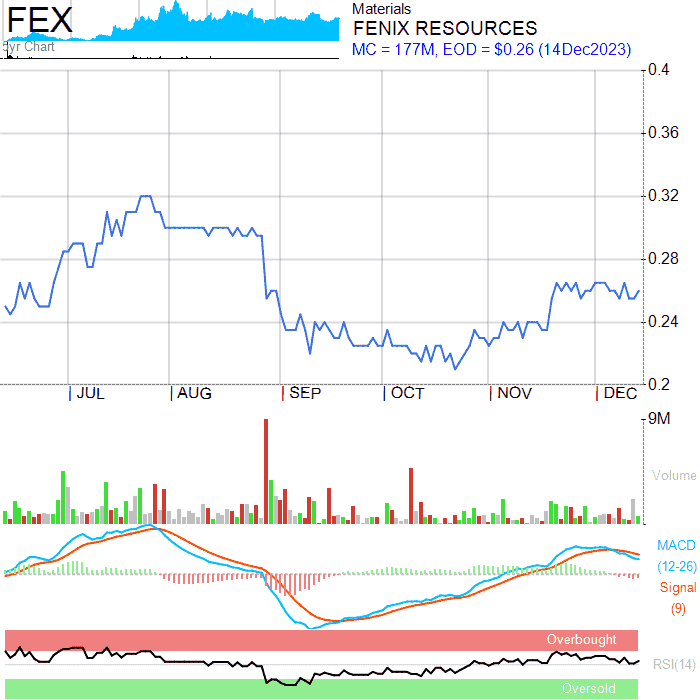 FEX
5yr Chart
Materials
FENIX RESOURCES
MC = 177M, EOD = $0.26 (14Dec2023)
0.4
0.36
0.32
0.28
0.24
0.2
JUL AUG SEP OCT NOV DEC
9M
Volume
MACD
(12-26)
Signal
(9)
Overbought
RSI(14)
Oversold